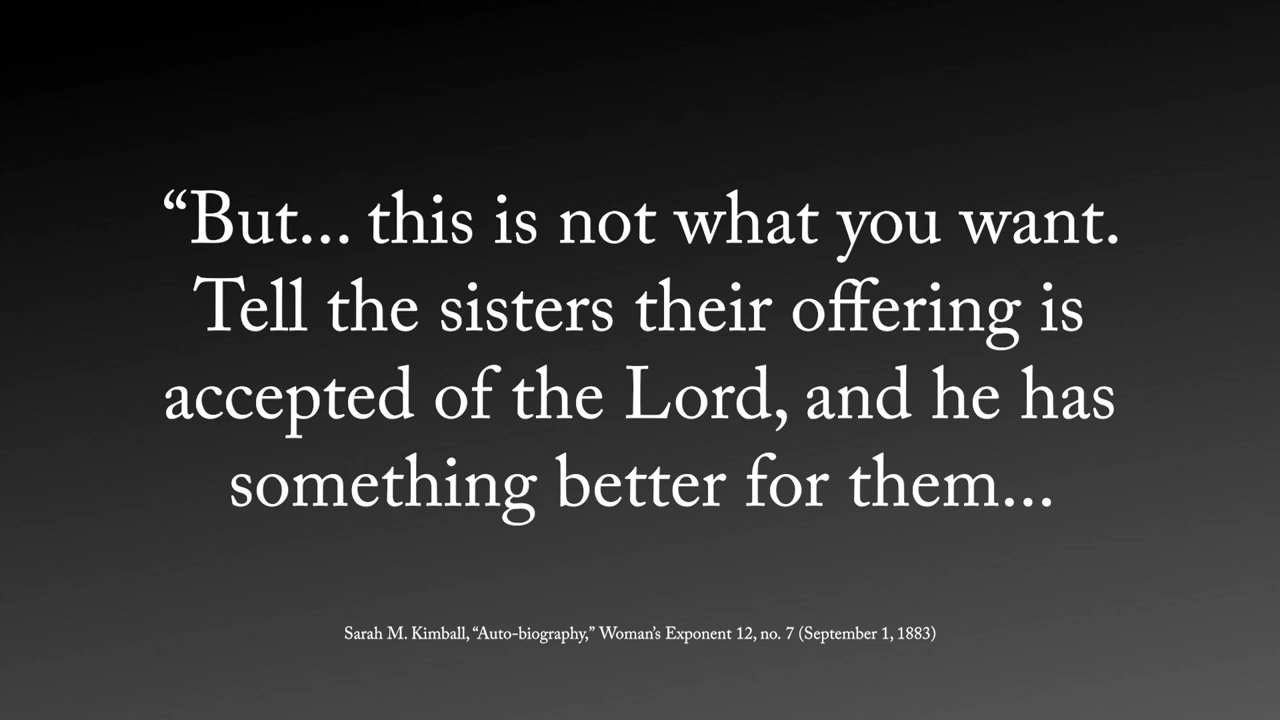 “But... this is not what you want.
Tell the sisters their offering is
accepted of the Lord, and he has
something better for them...
Sarah M. Kimball, “Auto-biography,” Woman’s Exponent 12, no. 7 (September 1, 1883)